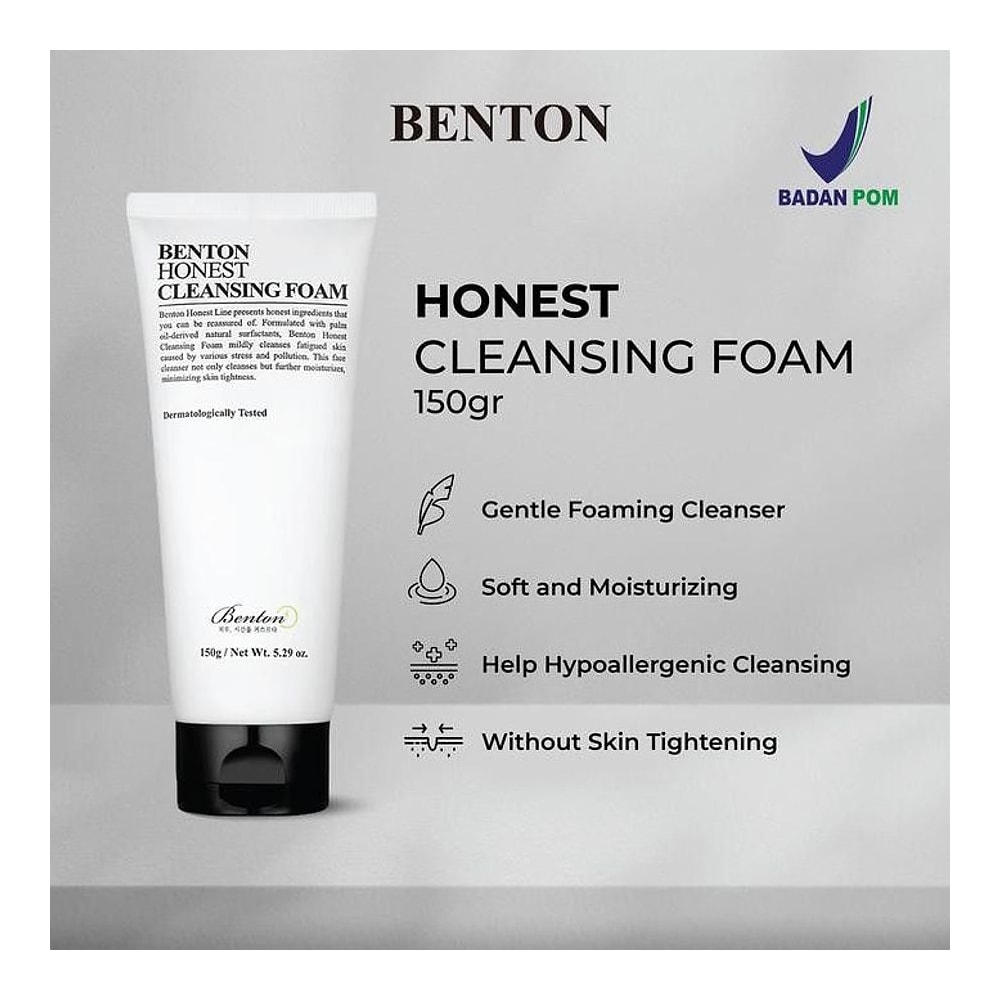 BENTON
BADAN POM
BENTON
HONEST
CLEANSING FOAM
Benton Honest Line presents honest ingredients that
you can be reassured of. Formulated with palm
oil-derived natural surfactants, Benton Honest
Cleansing Foam mildly cleanses fatigued skin
caused by various stress and pollution. This face
cleanser not only cleanses but further moisturizes,
minimizing skin tightness.
Dermatologically Tested
Benton
150g / Net Wt. 5.29 oz.
HONEST
CLEANSING FOAM
150gr
Gentle Foaming Cleanser
Soft and Moisturizing
Help Hypoallergenic Cleansing
Without Skin Tightening